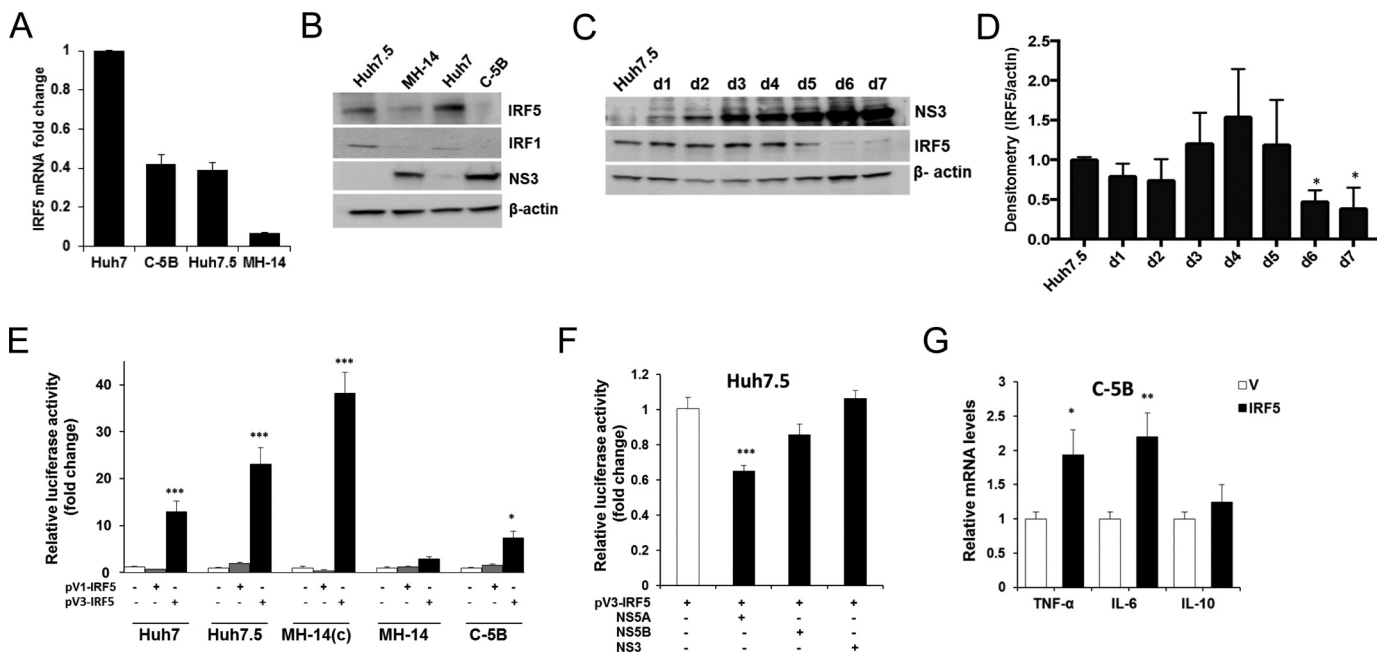 A
IRF5 mRNA fold change
1
0.8
0.6
0.4
0.2
0
Huh7 C-5B Huh7.5 MH-14
B
Huh7.5 MH-14 Huh7 C-5B
IRF5
IRF1
NS3
β-actin
C
Huh7.5 d1 d2 d3 d4 d5 d6 d7
NS3
IRF5
β- actin
D
Densitometry (IRF5/actin)
2.5
2.0
1.5
1.0
0.5
0.0
* *
Huh7.5 d1 d2 d3 d4 d5 d6 d7
E
Relative luciferase activity
(fold change)
40
30
20
10
0
*** *** *** *
pV1-IRF5 - + - - + - - + - - + - - + -
pV3-IRF5 - - + - - + - - + - - + - - +
Huh7 Huh7.5 MH-14(c) MH-14 C-5B
F
Huh7.5
Relative luciferase activity
(fold change)
1.2
1
0.8
0.6
0.4
0.2
0
***
pV3-IRF5 + + + +
NS5A - + - -
NS5B - - + -
NS3 - - - +
G
C-5B
V
IRF5
Relative mRNA levels
3
2.5
2
1.5
1
0.5
0
* **
TNF-α IL-6 IL-10